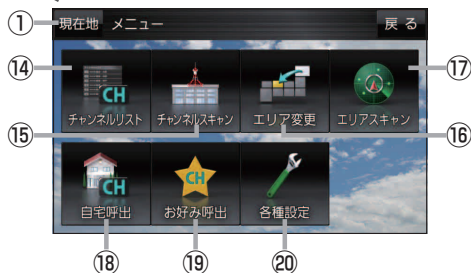 ① 現在地 メニュー 戻る
⑭ ⑰
CH CH
チャンネルリスト チャンネルスキャン エリア変更 エリアスキャン
⑮ ⑯
CH CH
自宅呼出 お好み呼出 各種設定
⑱ ⑲ ⑳